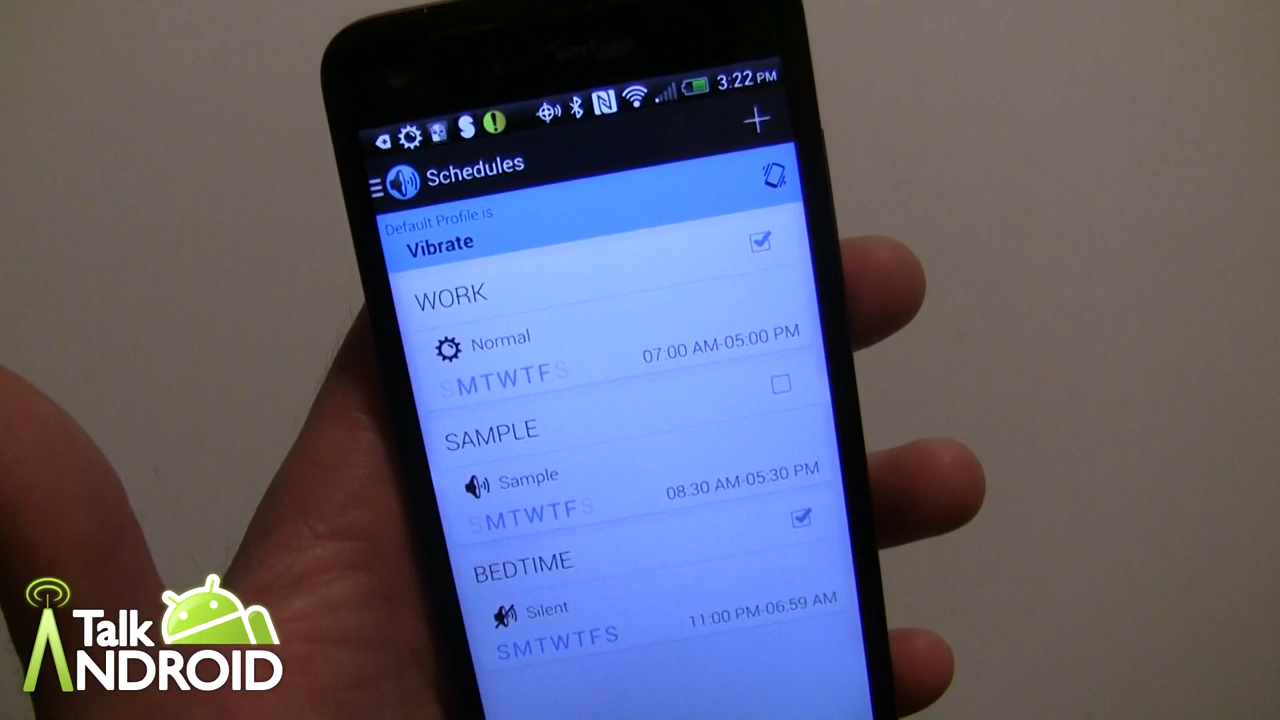 verizon
3:22 PM
Schedules
Default Profile is
Vibrate
WORK
Normal
07:00 AM-05:00 PM
SMTWTFS
SAMPLE
Sample
08:30 AM-05:30 PM
SMTWTFS
BEDTIME
Silent
11:00 PM-06:59 AM
SMTWTFS
Talk
ANDROID